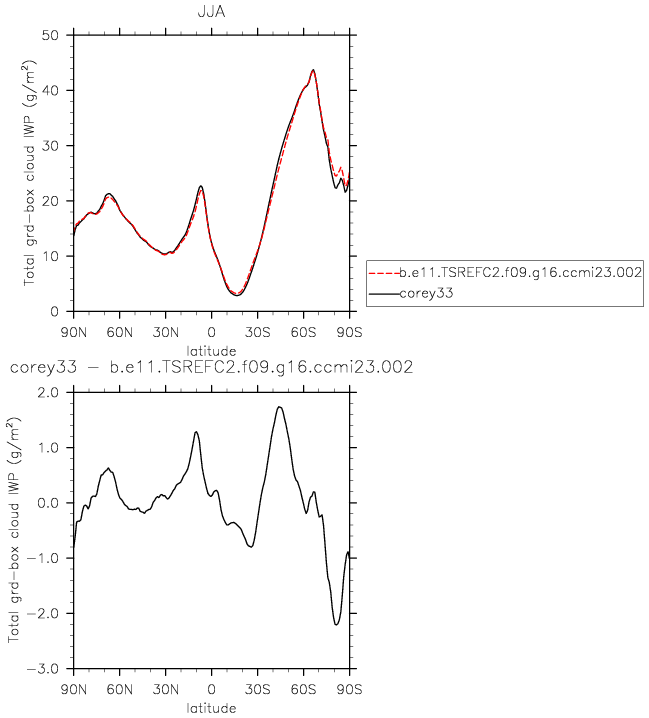 JJA
Total grd-box cloud IWP (g/m²)
50
40
30
20
10
0
90N 60N 30N 0 30S 60S 90S
latitude
b.e11.TSREFC2.f09.g16.ccmi23.002
corey33
corey33 - b.e11.TSREFC2.f09.g16.ccmi23.002
Total grd-box cloud IWP (g/m²)
2.0
1.0
0.0
-1.0
-2.0
-3.0
90N 60N 30N 0 30S 60S 90S
latitude